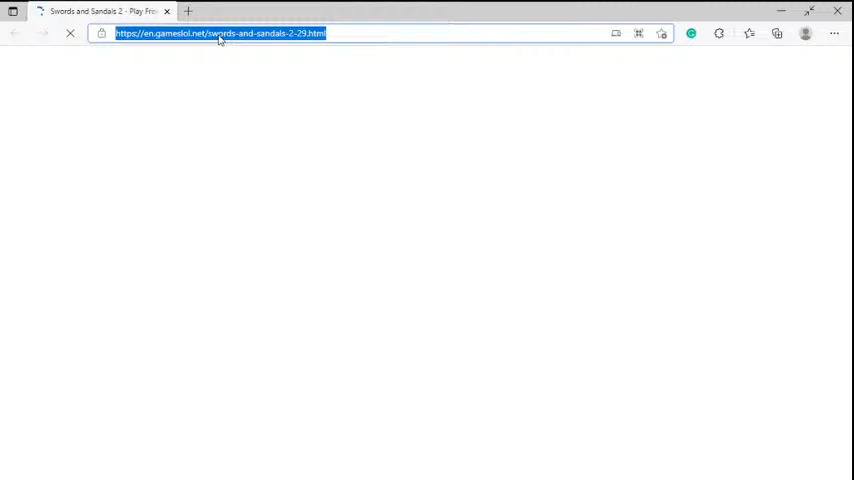 Swords and Sandals 2 - Play Fre
https://en.gameslol.net/swords-and-sandals-2-29.html